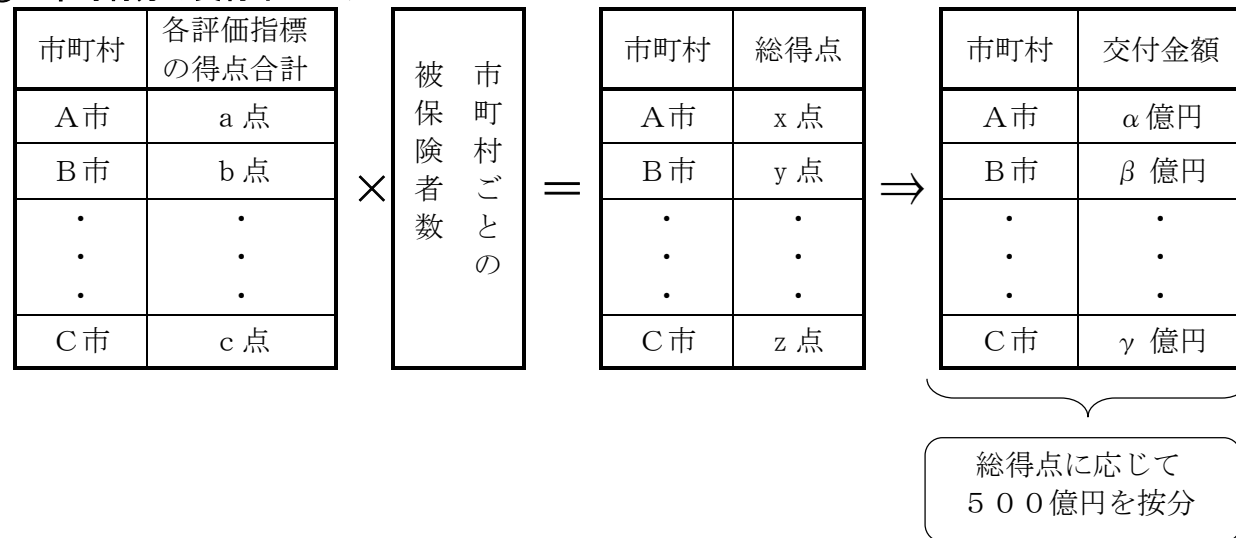 市町村 各評価指標
の得点合計
A市 a 点
B市 b 点
・ ・
・ ・
・ ・
C市 c 点
×
市町村ごとの
被保険者数
=
市町村 総得点
A市 x 点
B市 y 点
・ ・
・ ・
・ ・
C市 z 点
⇒
市町村 交付金額
A市 α億円
B市 β 億円
・ ・
・ ・
・ ・
C市 γ 億円
総得点に応じて
500億円を按分